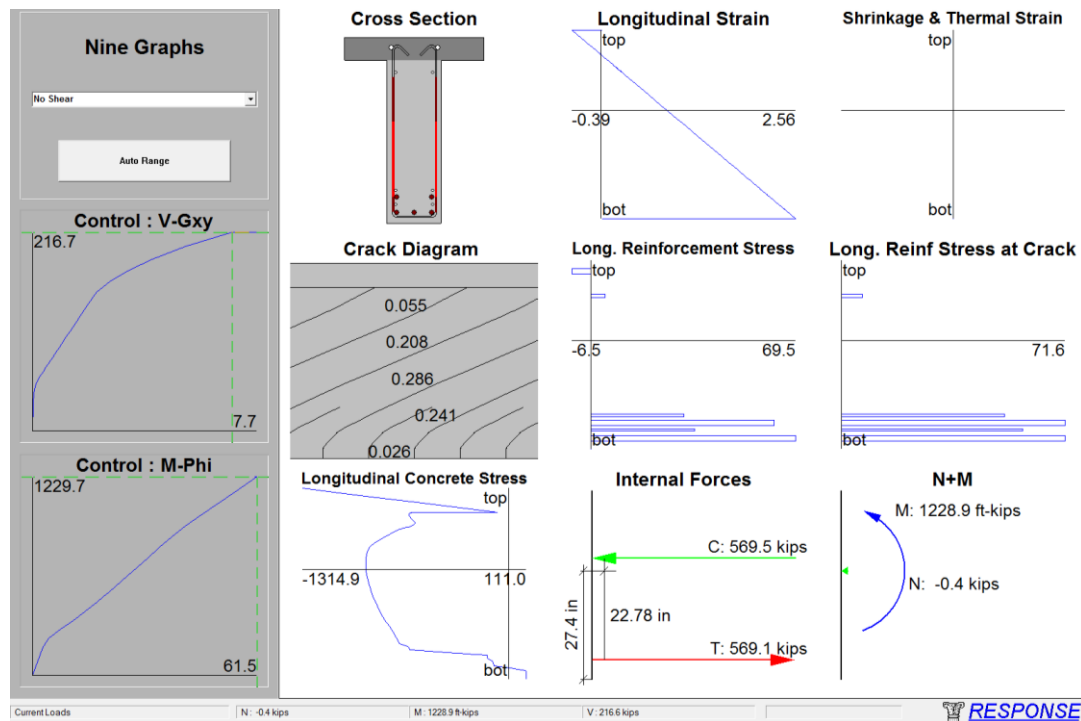 Nine Graphs
No Shear
Auto Range
Control : V-Gxy
216.7
7.7
Control : M-Phi
1229.7
61.5
Cross Section
Longitudinal Strain
top
-0.39
2.56
bot
Shrinkage & Thermal Strain
top
bot
Crack Diagram
0.055
0.208
0.286
0.241
0.026
Long. Reinforcement Stress
top
-6.5
69.5
bot
Long. Reinf Stress at Crack
top
71.6
bot
Longitudinal Concrete Stress
top
-1314.9
111.0
bot
Internal Forces
C: 569.5 kips
27.4 in
22.78 in
T: 569.1 kips
N+M
M: 1228.9 ft-kips
N: -0.4 kips
Current Loads
N : -0.4 kips
M : 1228.9 ft-kips
V : 216.6 kips
RESPONSE